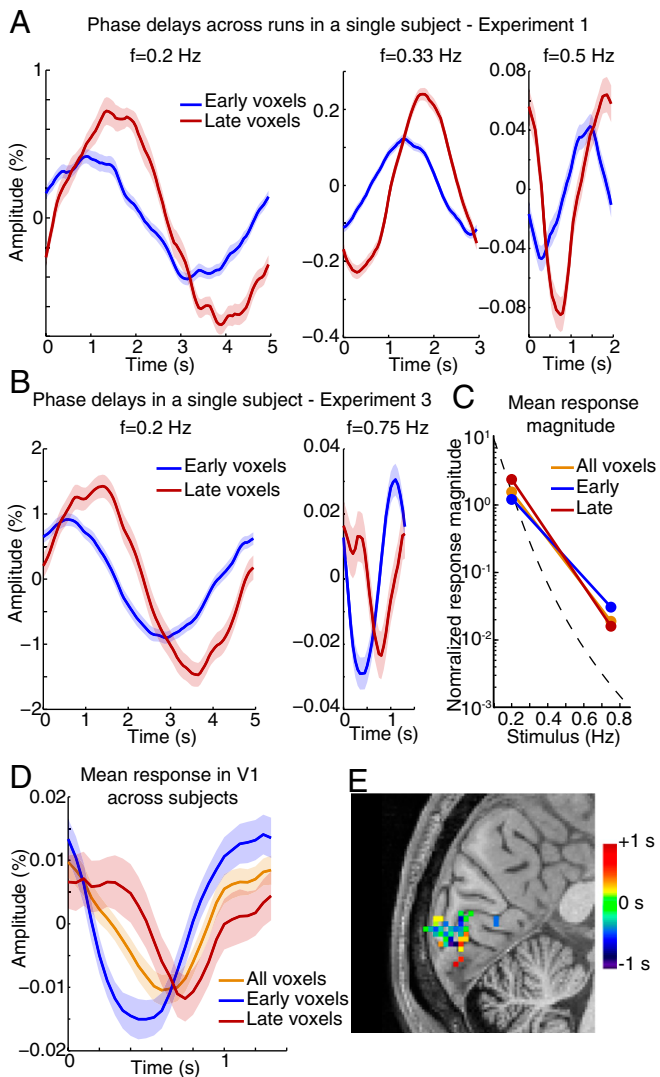 A
Phase delays across runs in a single subject - Experiment 1
f=0.2 Hz
f=0.33 Hz
f=0.5 Hz
Amplitude (%)
1
0
Early voxels
Late voxels
0 1 2 3 4 5
Time (s)
0.2
0
-0.2
-0.4
0 1 2 3
Time (s)
0.08
0.04
0
-0.04
-0.08
0 1 2
Time (s)
B
Phase delays in a single subject - Experiment 3
f=0.2 Hz
f=0.75 Hz
Amplitude (%)
2
1
0
-1
-2
Early voxels
Late voxels
0 1 2 3 4 5
Time (s)
0.04
0.02
0
-0.02
-0.04
0 1
Time (s)
C
Mean response
magnitude
Nomralized response magnitude
10^1
10^0
10^-1
10^-2
10^-3
All voxels
Early
Late
0.2 0.4 0.6 0.8
Stimulus (Hz)
D
Mean response in V1
across subjects
Amplitude (%)
0.02
0.01
0
-0.01
-0.02
All voxels
Early voxels
Late voxels
0 1
Time (s)
E
+1 s
0 s
-1 s